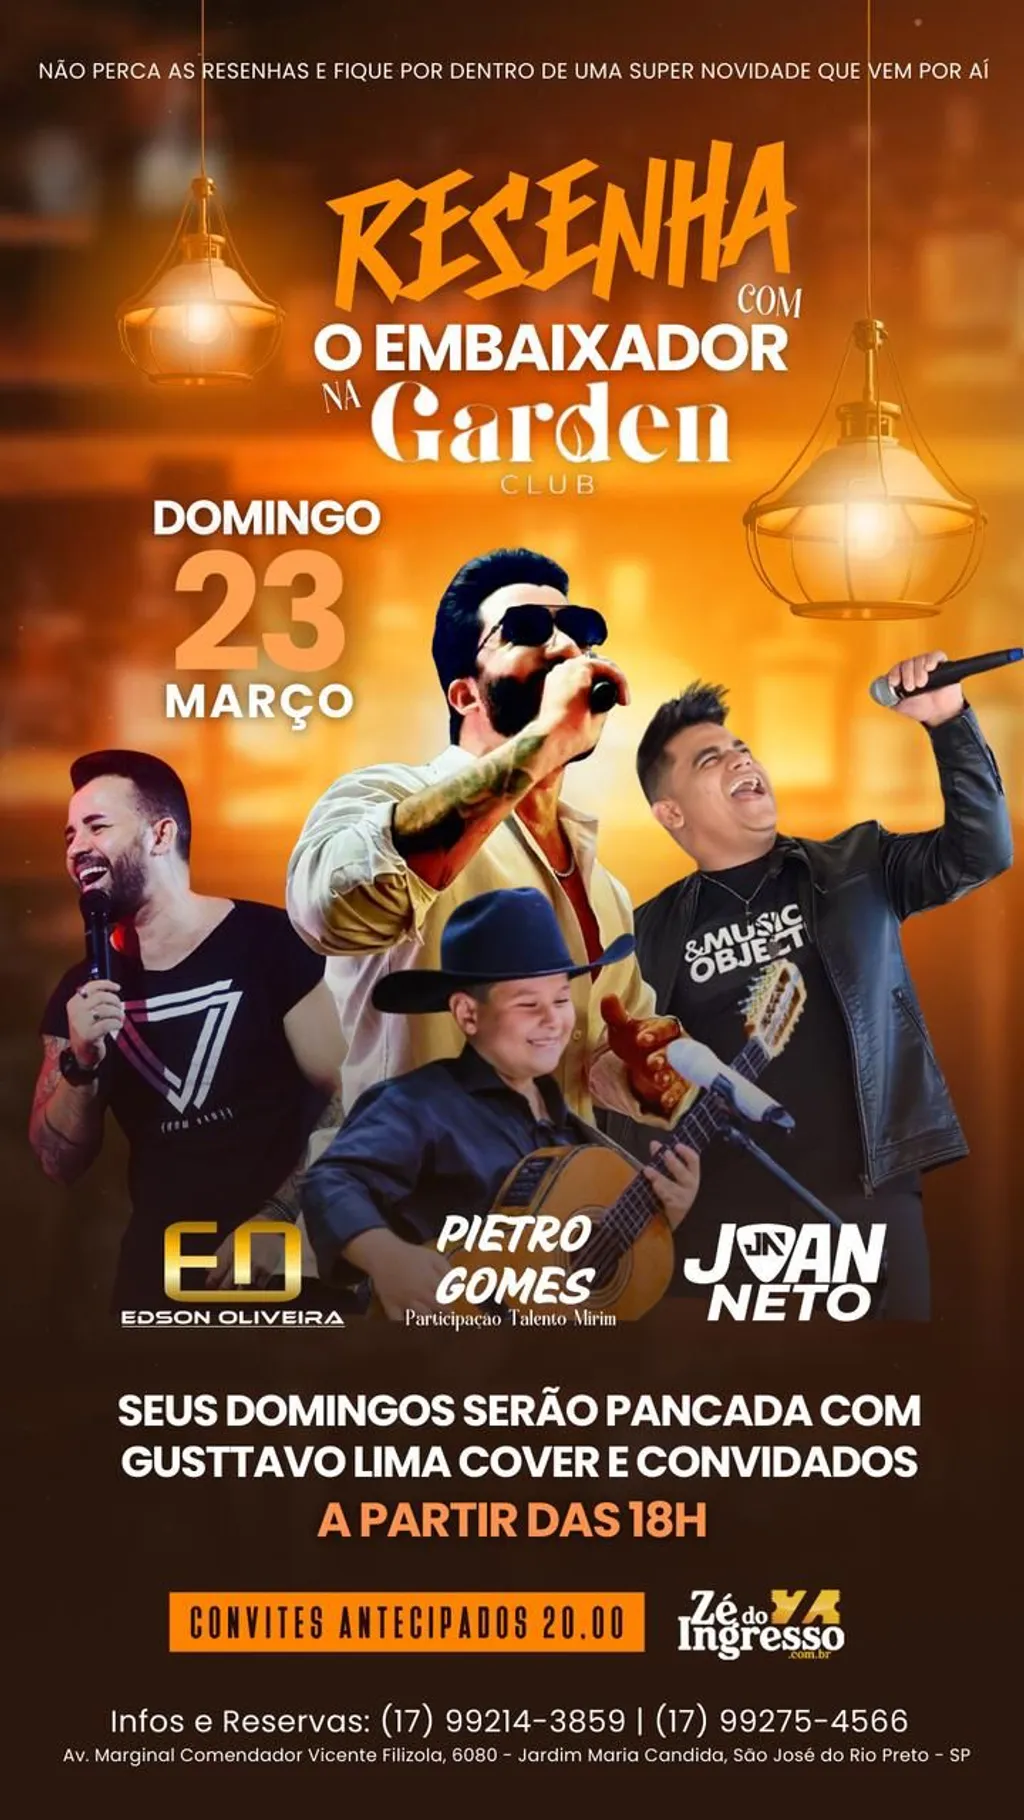 NÃO PERCA AS RESENHAS E FIQUE POR DENTRO DE UMA SUPER NOVIDADE QUE VEM POR AÍ
RESENHA
COM
O EMBAIXADOR
NA
Garden
CLUB
DOMINGO
23
MARÇO
&MUSIC
OBJECT
EO
EDSON OLIVEIRA
PIETRO
GOMES
Participação Talento Mirim
JOAN
JN
NETO
SEUS DOMINGOS SERÃO PANCADA COM
GUSTTAVO LIMA COVER E CONVIDADOS
A PARTIR DAS 18H
CONVITES ANTECIPADOS 20.00
Zé do
Ingresso
.com.br
Infos e Reservas: (17) 99214-3859 | (17) 99275-4566
Av. Marginal Comendador Vicente Filizola, 6080 - Jardim Maria Candida, São José do Rio Preto - SP